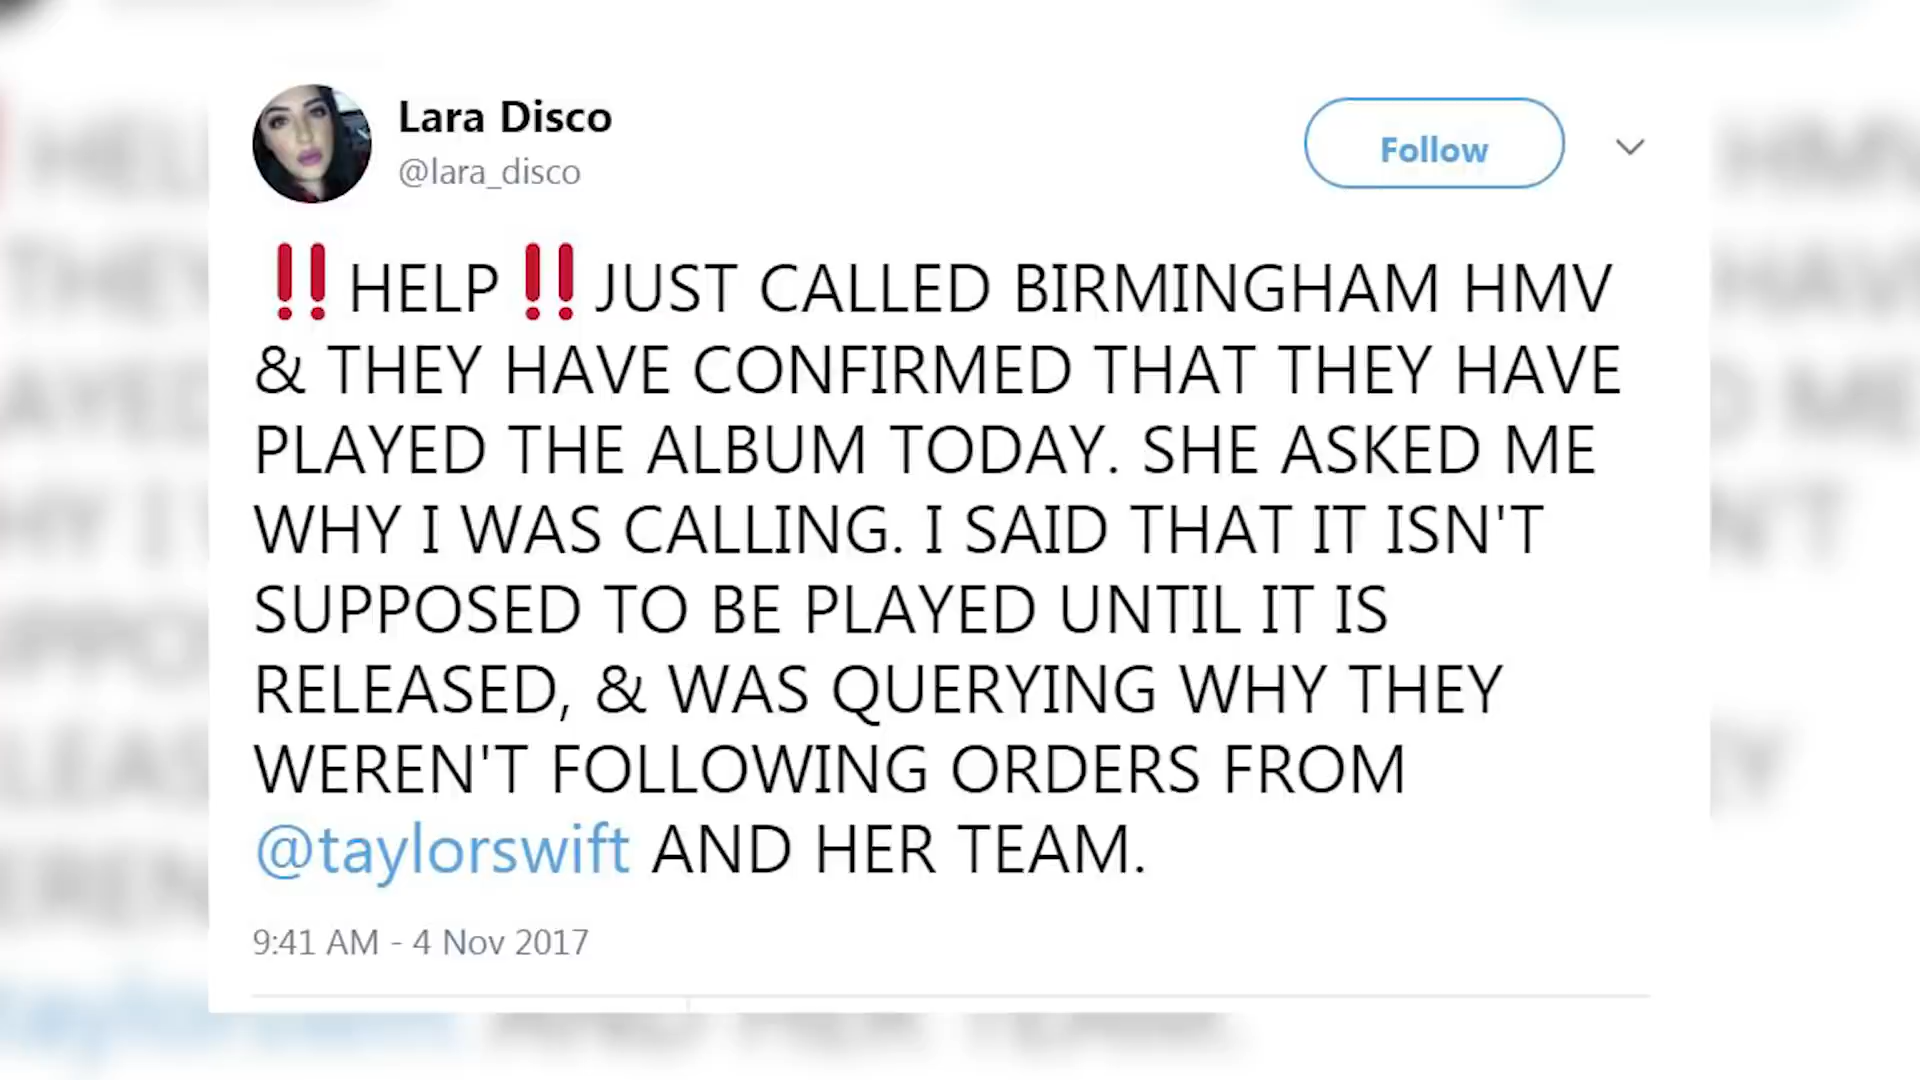 Lara Disco
@lara_disco
Follow
‼HELP‼JUST CALLED BIRMINGHAM HMV
& THEY HAVE CONFIRMED THAT THEY HAVE
PLAYED THE ALBUM TODAY. SHE ASKED ME
WHY I WAS CALLING. I SAID THAT IT ISN'T
SUPPOSED TO BE PLAYED UNTIL IT IS
RELEASED, & WAS QUERYING WHY THEY
WEREN'T FOLLOWING ORDERS FROM
@taylorswift AND HER TEAM.
9:41 AM - 4 Nov 2017